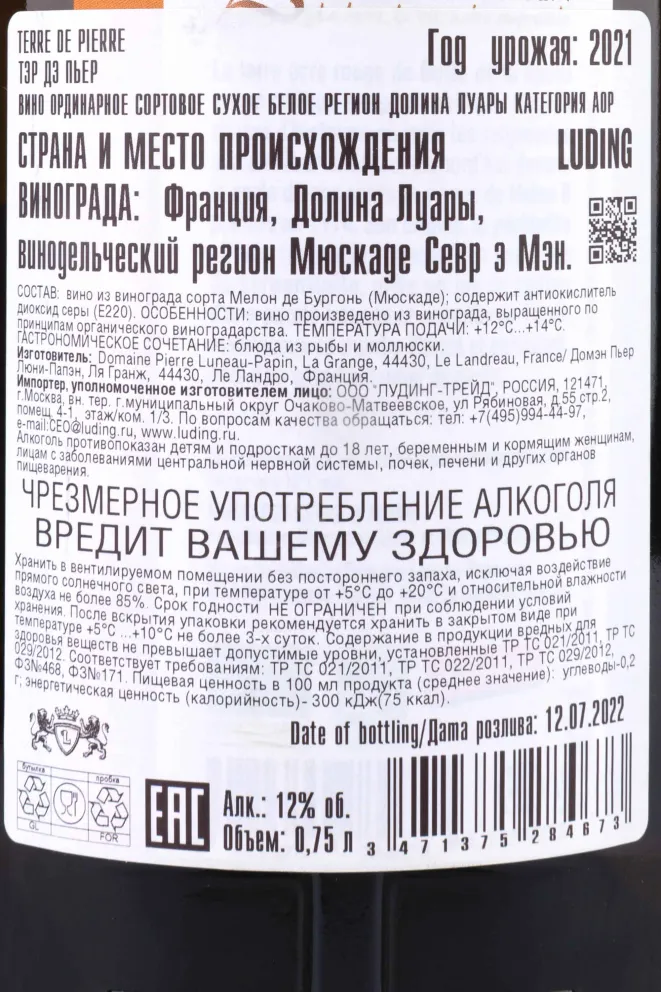 TERRE DE PIERRE
Год урожая: 2021
ТЭР ДЭ ПЬЕР
ВИНО ОРДИНАРНОЕ СОРТОВОЕ СУХОЕ БЕЛОЕ РЕГИОН ДОЛИНА ЛУАРЫ КАТЕГОРИЯ АОР
СТРАНА И МЕСТО ПРОИСХОЖДЕНИЯ LUDING
ВИНОГРАДА: Франция, Долина Луары,
винодельческий регион Мюскаде Севр э Мэн.
СОСТАВ: вино из винограда сорта Мелон де Бургонь (Мюскаде); содержит антиокислитель
диоксид серы (Е220). ОСОБЕННОСТИ: вино произведено из винограда, выращенного по
принципам органического виноградарства. ТЕМПЕРАТУРА ПОДАЧИ: +12°С...+14°С.
ГАСТРОНОМИЧЕСКОЕ СОЧЕТАНИЕ: блюда из рыбы и моллюски.
Изготовитель: Domaine Pierre Luneau-Papin, La Grange, 44430, Le Landreau, France/ Домэн Пьер
Люни-Папэн, Ля Гранж, 44430, Ле Ландро, Франция.
Импортер, уполномоченное изготовителем лицо: ООО "ЛУДИНГ-ТРЕЙД", РОССИЯ, 121471,
г.Москва, вн. тер. г.муниципальный округ Очаково-Матвеевское, ул Рябиновая, д.55 стр.2,
помещ. 4-1, этаж/ком. 1/3. По вопросам качества обращаться: тел: +7(495)994-44-97,
e-mail:CEO@luding.ru, www.luding.ru.
Алкоголь противопоказан детям и подросткам до 18 лет, беременным и кормящим женщинам,
лицам с заболеваниями центральной нервной системы, почек, печени и других органов
пищеварения.
ЧРЕЗМЕРНОЕ УПОТРЕБЛЕНИЕ АЛКОГОЛЯ
ВРЕДИТ ВАШЕМУ ЗДОРОВЬЮ
Хранить в вентилируемом помещении без постороннего запаха, исключая воздействие
прямого солнечного света, при температуре от +5°С до +20°С и относительной влажности
воздуха не более 85%. Срок годности НЕ ОГРАНИЧЕН при соблюдении условий
хранения. После вскрытия упаковки рекомендуется хранить в закрытом виде при
температуре +5°С ...+10°С не более 3-х суток. Содержание в продукции вредных для
здоровья веществ не превышает допустимые уровни, установленные ТР ТС 021/2011, ТР ТС
029/2012. Соответствует требованиям: ТР ТС 021/2011, ТР ТС 022/2011, ТР ТС 029/2012,
ФЗ№468, ФЗ№171. Пищевая ценность в 100 мл продукта (среднее значение): углеводы-0,2
г; энергетическая ценность (калорийность)- 300 кДж(75 ккал).
Date of bottling/Дата розлива: 12.07.2022
бутылка
пробка
GL
FOR
EAC
Алк.: 12% об.
Объем: 0,75 л
3 471375 284673